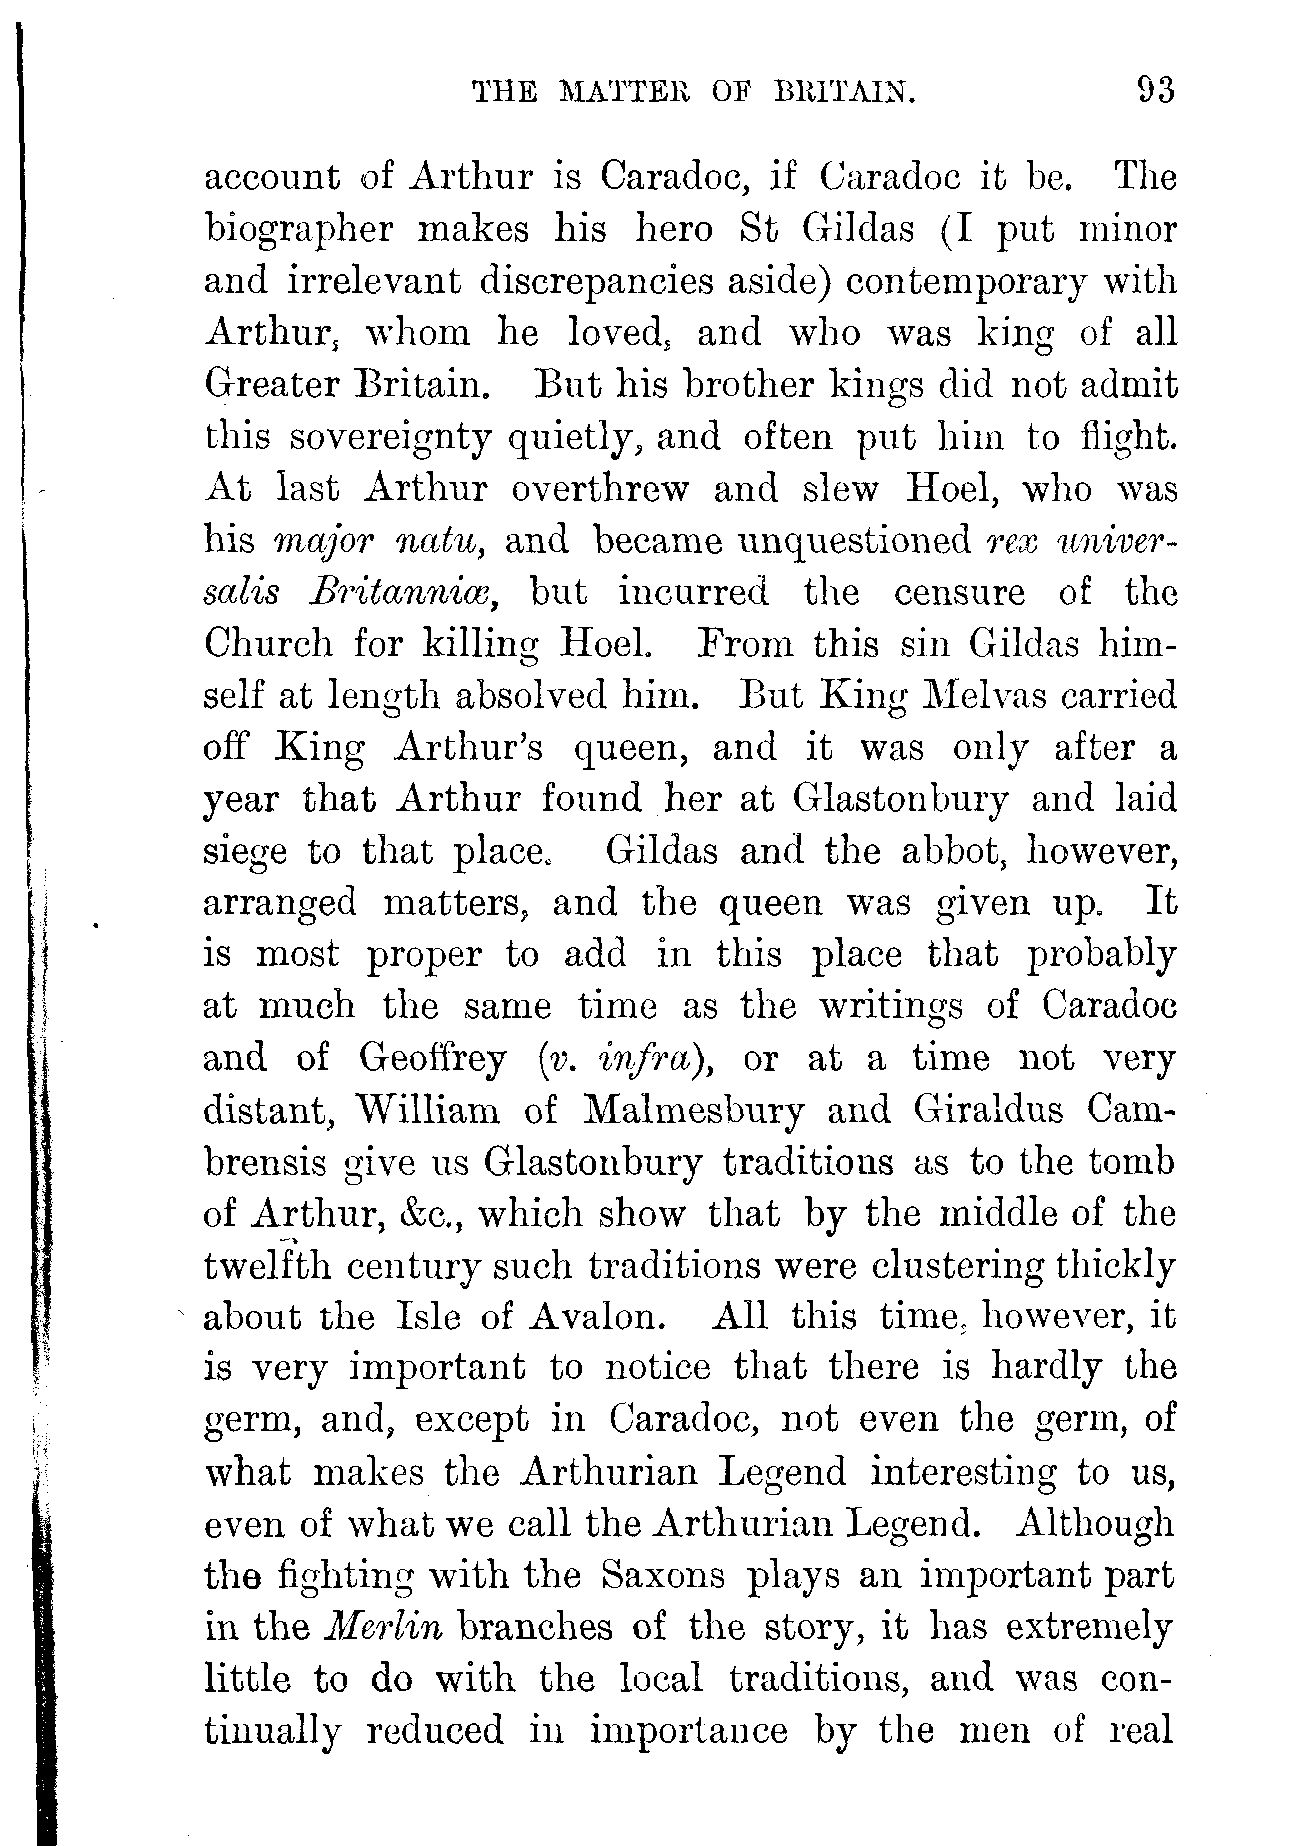 THE MATTER OF BRITAIN. 93
account of Arthur is Caradoc, if Caradoc it be. The
biographer makes his hero St Gildas (I put minor
and irrelevant discrepancies aside) contemporary with
Arthur, whom he loved, and who was king of all
Greater Britain. But his brother kings did not admit
this sovereignty quietly, and often put him to flight.
At last Arthur overthrew and slew Hoel, who was
his major natu, and became unquestioned rex univer-
salis Britanniæ, but incurred the censure of the
Church for killing Hoel. From this sin Gildas him-
self at length absolved him. But King Melvas carried
off King Arthur's queen, and it was only after a
year that Arthur found her at Glastonbury and laid
siege to that place. Gildas and the abbot, however,
arranged matters, and the queen was given up. It
is most proper to add in this place that probably
at much the same time as the writings of Caradoc
and of Geoffrey (v. infra), or at a time not very
distant, William of Malmesbury and Giraldus Cam-
brensis give us Glastonbury traditions as to the tomb
of Arthur, &c., which show that by the middle of the
twelfth century such traditions were clustering thickly
about the Isle of Avalon. All this time, however, it
is very important to notice that there is hardly the
germ, and, except in Caradoc, not even the germ, of
what makes the Arthurian Legend interesting to us,
even of what we call the Arthurian Legend. Although
the fighting with the Saxons plays an important part
in the Merlin branches of the story, it has extremely
little to do with the local traditions, and was con-
tinually reduced in importance by the men of real